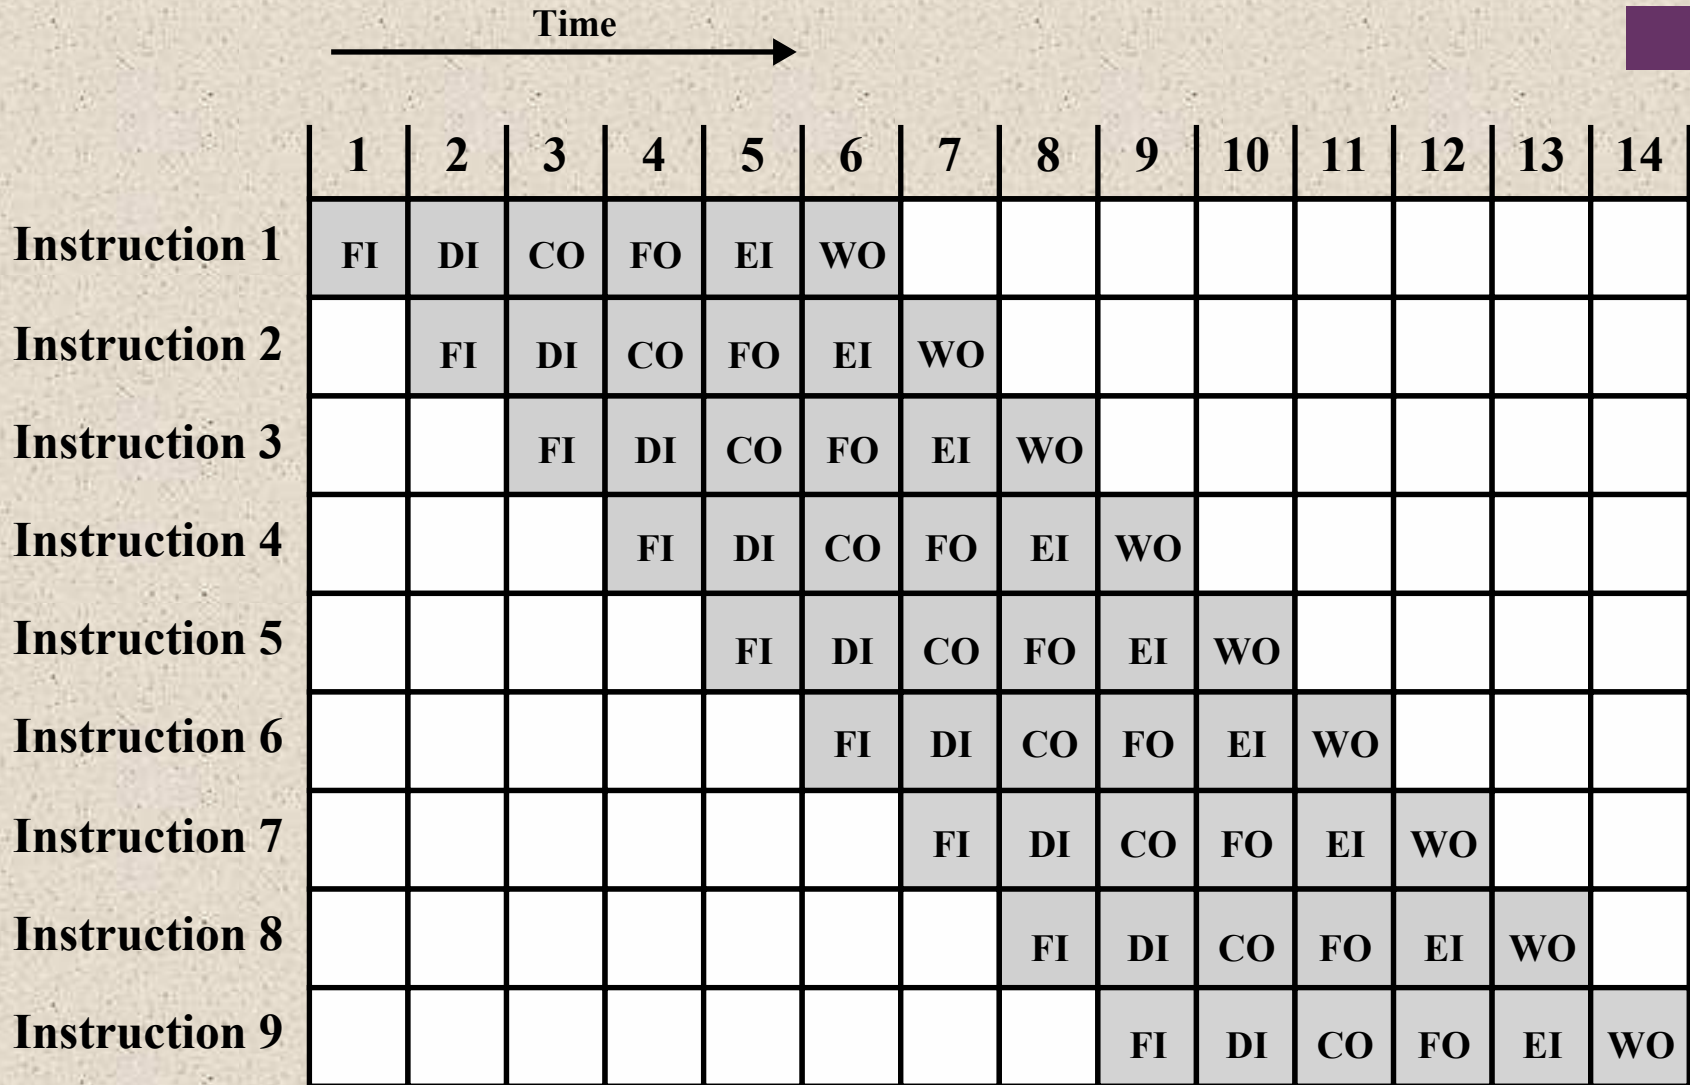 Time
1 2 3 4 5 6 7 8 9 10 11 12 13 14
Instruction 1 FI DI CO FO EI WO
Instruction 2 FI DI CO FO EI WO
Instruction 3 FI DI CO FO EI WO
Instruction 4 FI DI CO FO EI WO
Instruction 5 FI DI CO FO EI WO
Instruction 6 FI DI CO FO EI WO
Instruction 7 FI DI CO FO EI WO
Instruction 8 FI DI CO FO EI WO
Instruction 9 FI DI CO FO EI WO